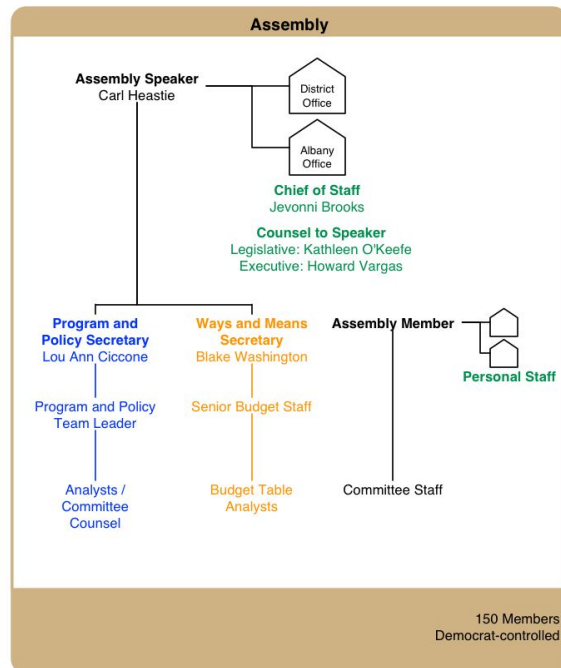 Assembly
Assembly Speaker
Carl Heastie
District
Office
Albany
Office
Chief of Staff
Jevonni Brooks
Counsel to Speaker
Legislative: Kathleen O'Keefe
Executive: Howard Vargas
Program and
Policy Secretary
Lou Ann Ciccone
Ways and Means
Secretary
Blake Washington
Assembly Member
Personal Staff
Program and Policy
Team Leader
Senior Budget Staff
Analysts /
Committee
Counsel
Budget Table
Analysts
Committee Staff
150 Members
Democrat-controlled